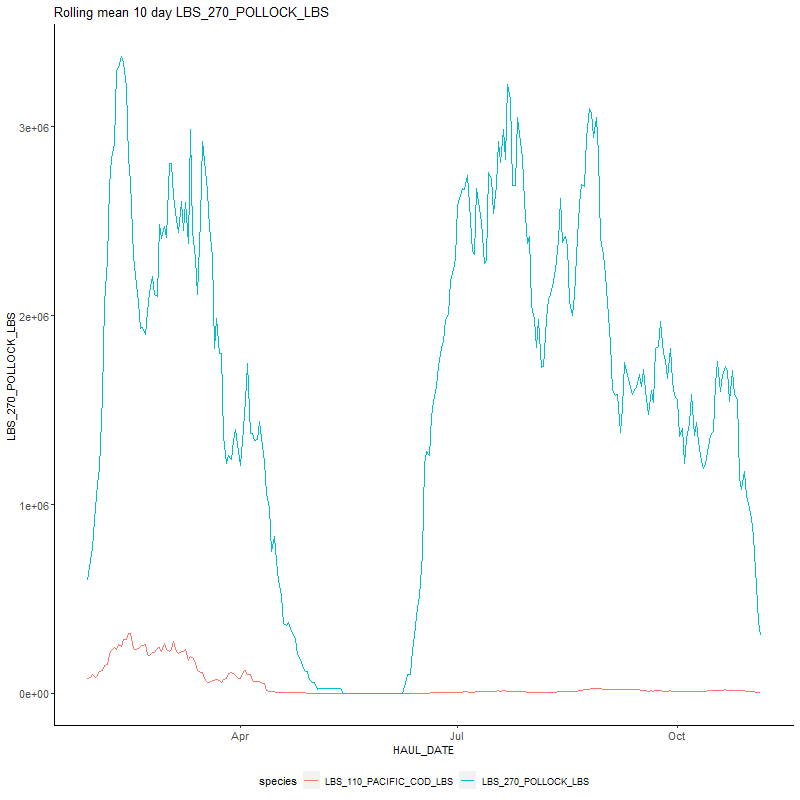 Rolling mean 10 day LBS_270_POLLOCK_LBS
LBS_270_POLLOCK_LBS
3e+06
2e+06
1e+06
0e+00
Apr
Jul
Oct
HAUL_DATE
species
LBS_110_PACIFIC_COD_LBS
LBS_270_POLLOCK_LBS